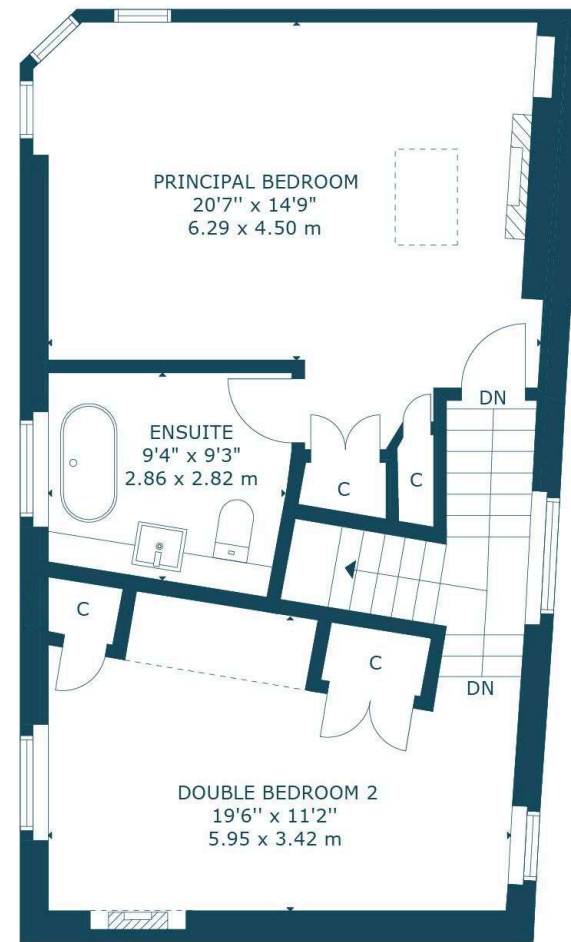 PRINCIPAL BEDROOM
20'7'' x 14'9"
6.29 x 4.50 m
DN
ENSUITE
9'4" x 9'3"
2.86 x 2.82 m
C
C
C
C
DN
DOUBLE BEDROOM 2
19'6'' x 11'2''
5.95 x 3.42 m